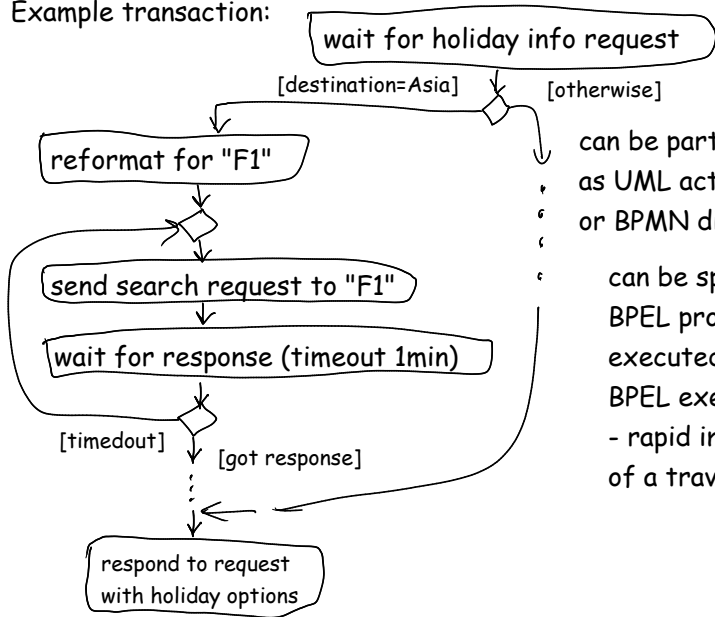 Example transaction:
wait for holiday info request
[destination=Asia]
[otherwise]
reformat for "F1"
send search request to "F1"
wait for response (timeout 1min)
[timedout]
[got response]
respond to request
with holiday options
can be part
as UML act
or BPMN d
can be sp
BPEL pro
executed
BPEL exe
- rapid in
of a trav